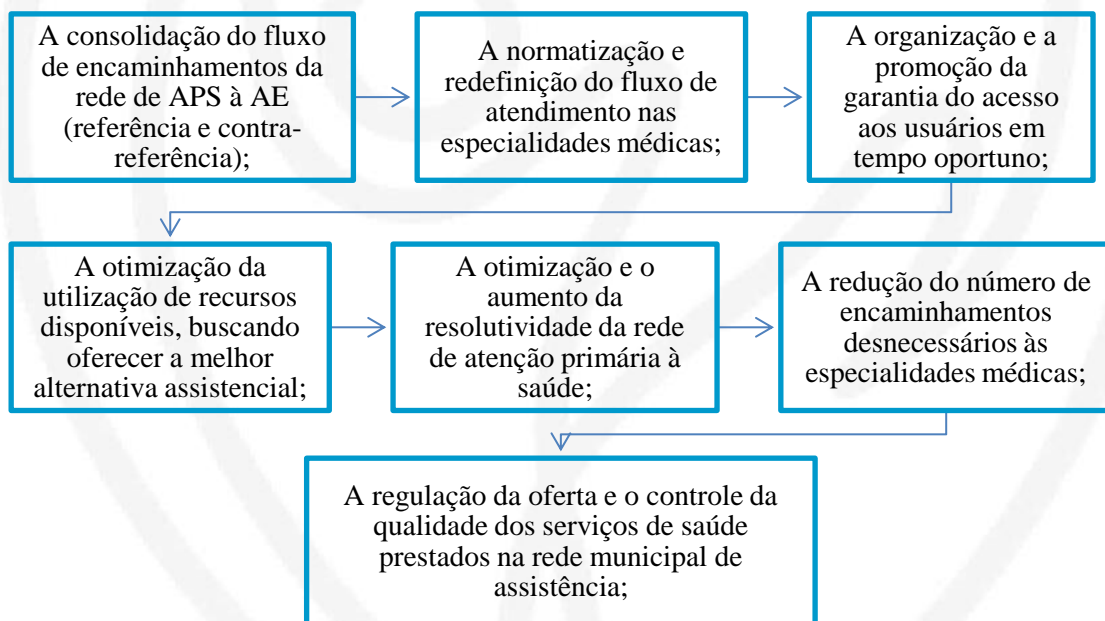 A consolidação do fluxo
de encaminhamentos da
rede de APS à AE
(referência e contra-
referência);
A normatização e
redefinição do fluxo de
atendimento nas
especialidades médicas;
A organização e a
promoção da
garantia do acesso
aos usuários em
tempo oportuno;
A otimização da
utilização de recursos
disponíveis, buscando
oferecer a melhor
alternativa assistencial;
A otimização e o
aumento da
resolutividade da rede
de atenção primária à
saúde;
A redução do número de
encaminhamentos
desnecessários às
especialidades médicas;
A regulação da oferta e o controle da
qualidade dos serviços de saúde
prestados na rede municipal de
assistência;